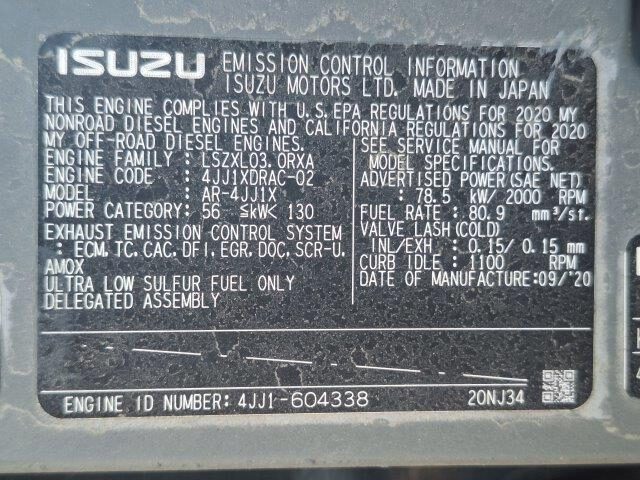 ISUZU EMISSION CONTROL INFORMATION
ISUZU MOTORS LTD. MADE IN JAPAN
THIS ENGINE COMPLIES WITH U.S.EPA REGULATIONS FOR 2020 MY
NONROAD DIESEL ENGINES AND CALIFORNIA REGULATIONS FOR 2020
MY OFF-ROAD DIESEL ENGINES.
ENGINE FAMILY : LSZXL03.0RXA
ENGINE CODE : 4JJ1XDRAC-02
MODEL : AR-4JJ1X
POWER CATEGORY : 56 ≤kW< 130
EXHAUST EMISSION CONTROL SYSTEM
: ECM, TC, CAC, DFI, EGR, DOC, SCR-U,
AMOX
ULTRA LOW SULFUR FUEL ONLY
DELEGATED ASSEMBLY
SEE SERVICE MANUAL FOR
MODEL SPECIFICATIONS.
ADVERTISED POWER(SAE NET)
: 78.5 kW/ 2000 RPM
FUEL RATE : 80.9 mm³/st.
VALVE LASH (COLD)
INL/EXH : 0.15/ 0.15 mm
CURB IDLE : 1100 RPM
DATE OF MANUFACTURE:09/'20
ENGINE ID NUMBER: 4JJ1-604338
20NJ34